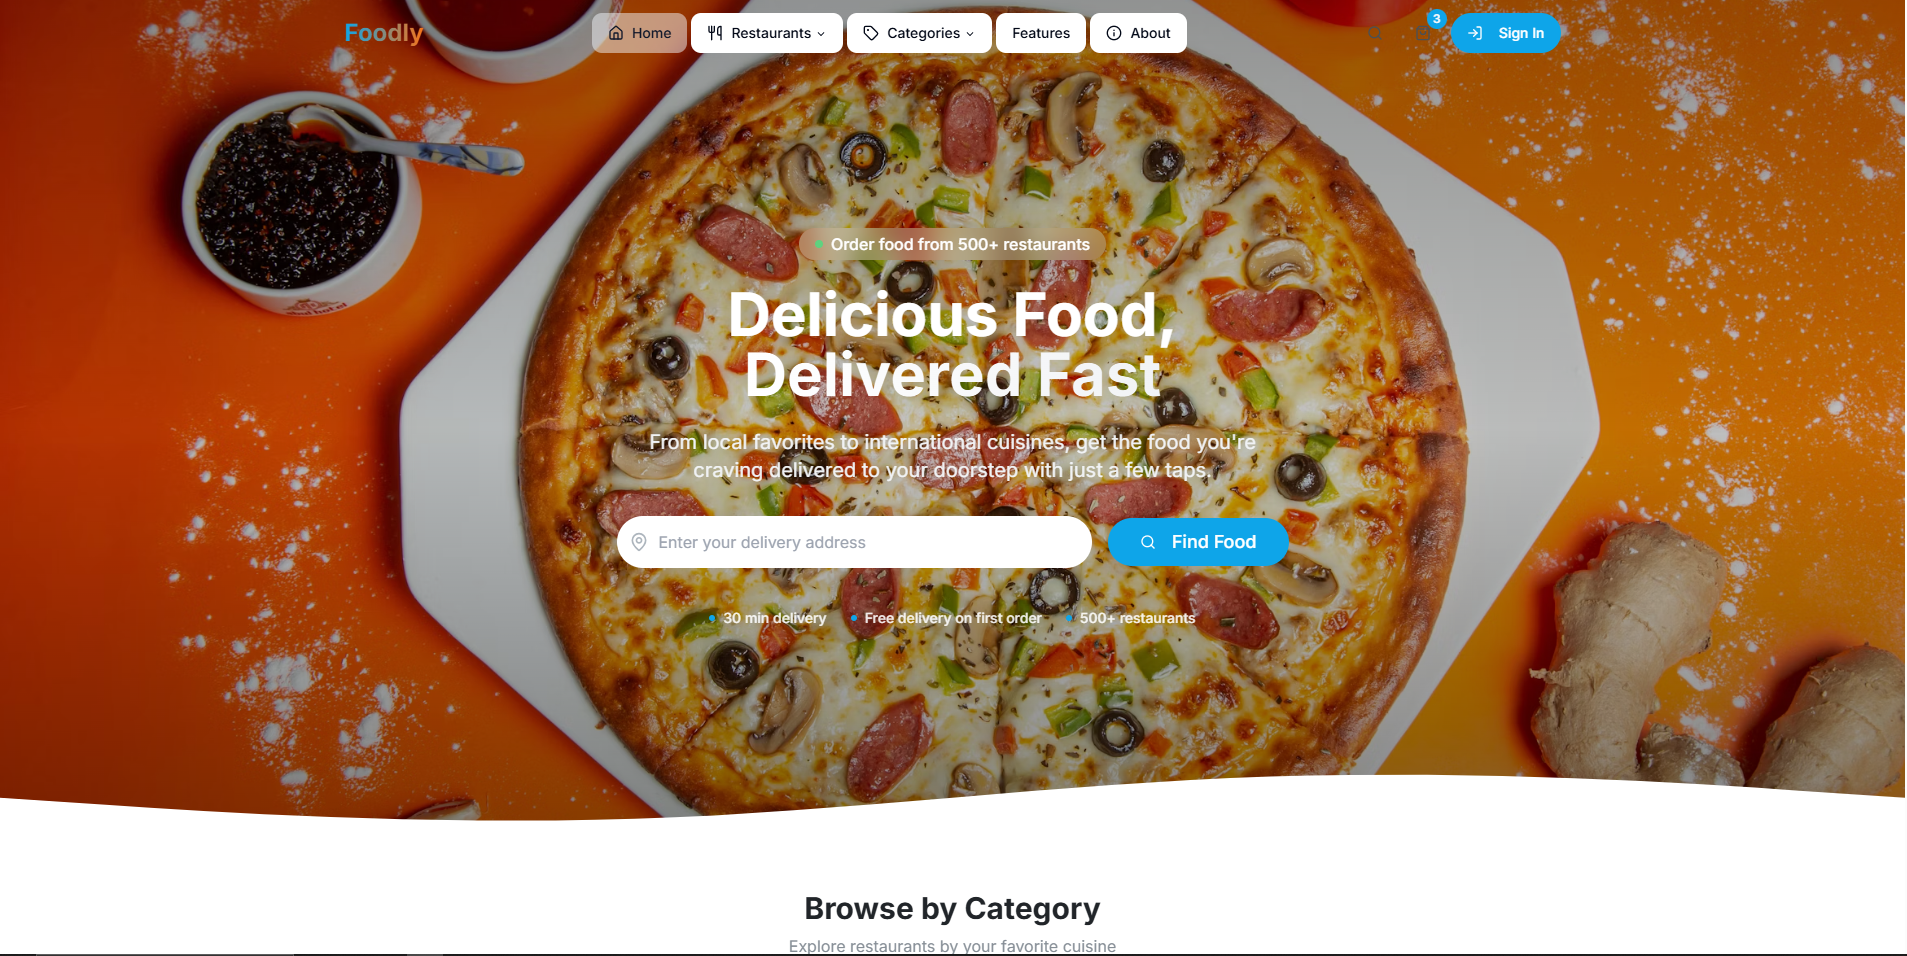 Foodly
Home
Restaurants
Categories
Features
About
3
Sign In
Order food from 500+ restaurants
Delicious Food,
Delivered Fast
From local favorites to international cuisines, get the food you're
craving delivered to your doorstep with just a few taps.
Enter your delivery address
Find Food
30 min delivery
Free delivery on first order
500+ restaurants
Browse by Category
Explore restaurants by your favorite cuisine